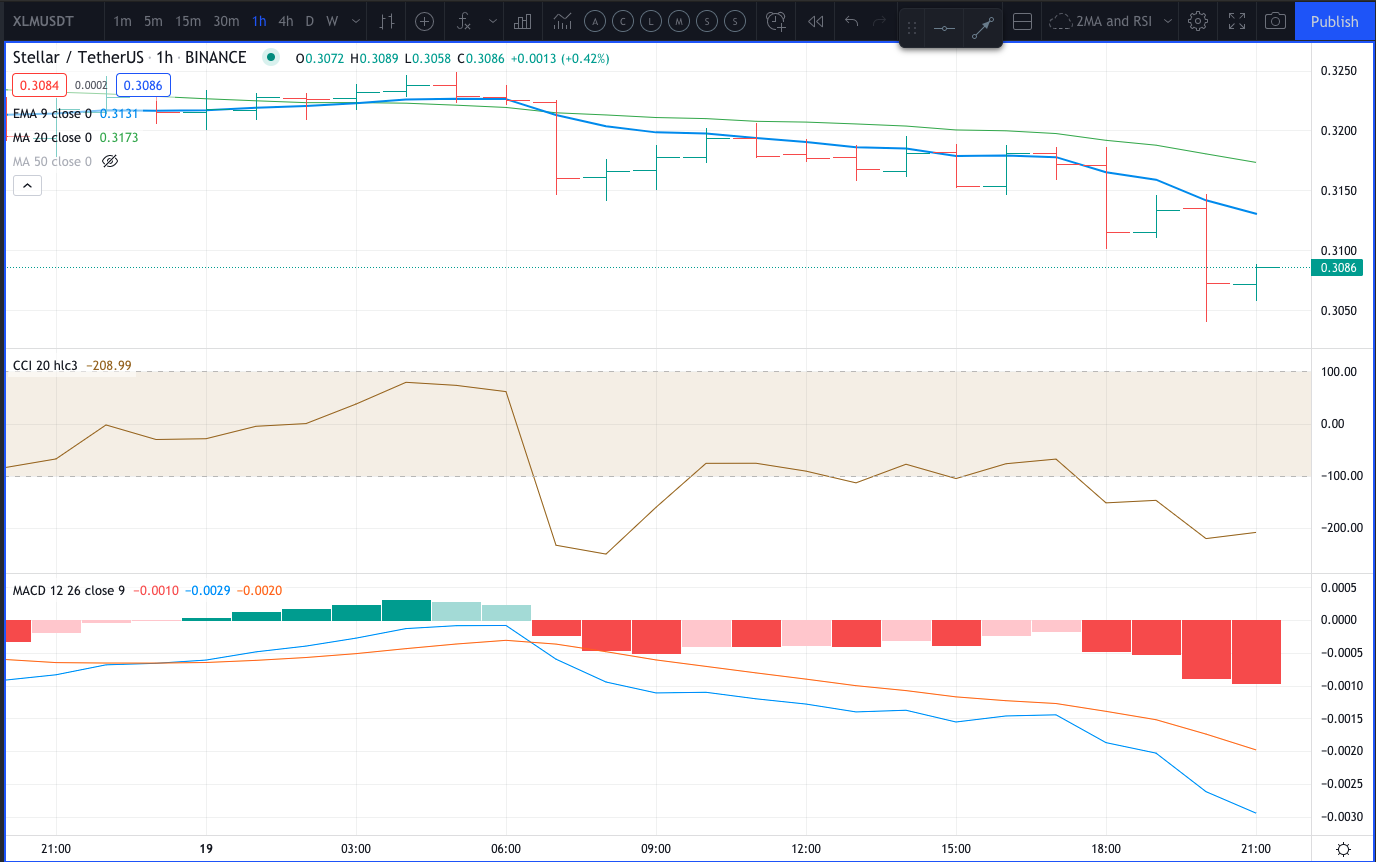 XLMUSDT 1m 5m 15m 30m 1h 4h D W A C L M S S 2MA and RSI Publish
Stellar / TetherUS · 1h · BINANCE O0.3072 H0.3089 L0.3058 C0.3086 +0.0013 (+0.42%)
0.3084 0.0002 0.3086
EMA 9 close 0 0.3131
MA 20 close 0 0.3173
MA 50 close 0
0.3250
0.3200
0.3150
0.3100
0.3086
0.3050
CCI 20 hlc3 −208.99
100.00
0.00
−100.00
−200.00
MACD 12 26 close 9 −0.0010 −0.0029 −0.0020
0.0005
0.0000
−0.0005
−0.0010
−0.0015
−0.0020
−0.0025
−0.0030
21:00 19 03:00 06:00 09:00 12:00 15:00 18:00 21:00